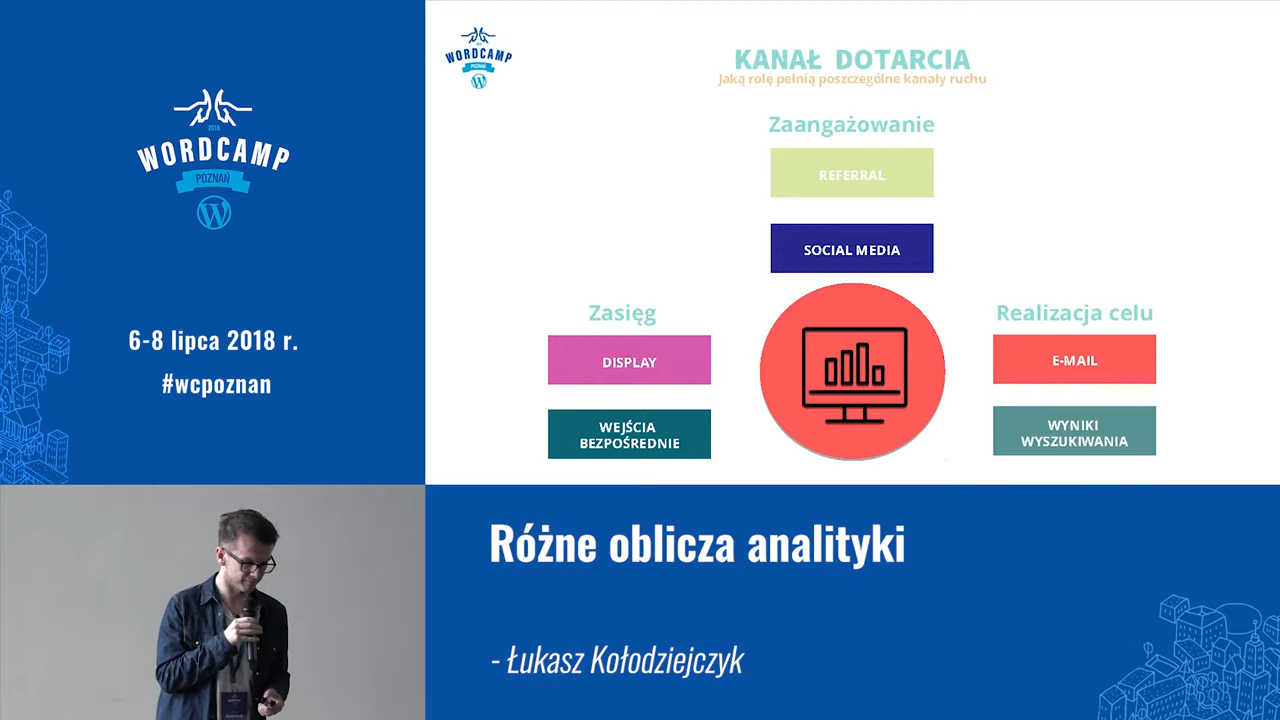 2018
WORDCAMP
POZNAŃ
6-8 lipca 2018 r.
#wcpoznan
WORDCAMP
POZNAŃ
KANAŁ DOTARCIA
Jaką rolę pełnią poszczególne kanały ruchu
Zaangażowanie
REFERRAL
SOCIAL MEDIA
Zasięg
DISPLAY
WEJŚCIA
BEZPOŚREDNIE
Realizacja celu
E-MAIL
WYNIKI
WYSZUKIWANIA
Różne oblicza analityki
- Łukasz Kołodziejczyk